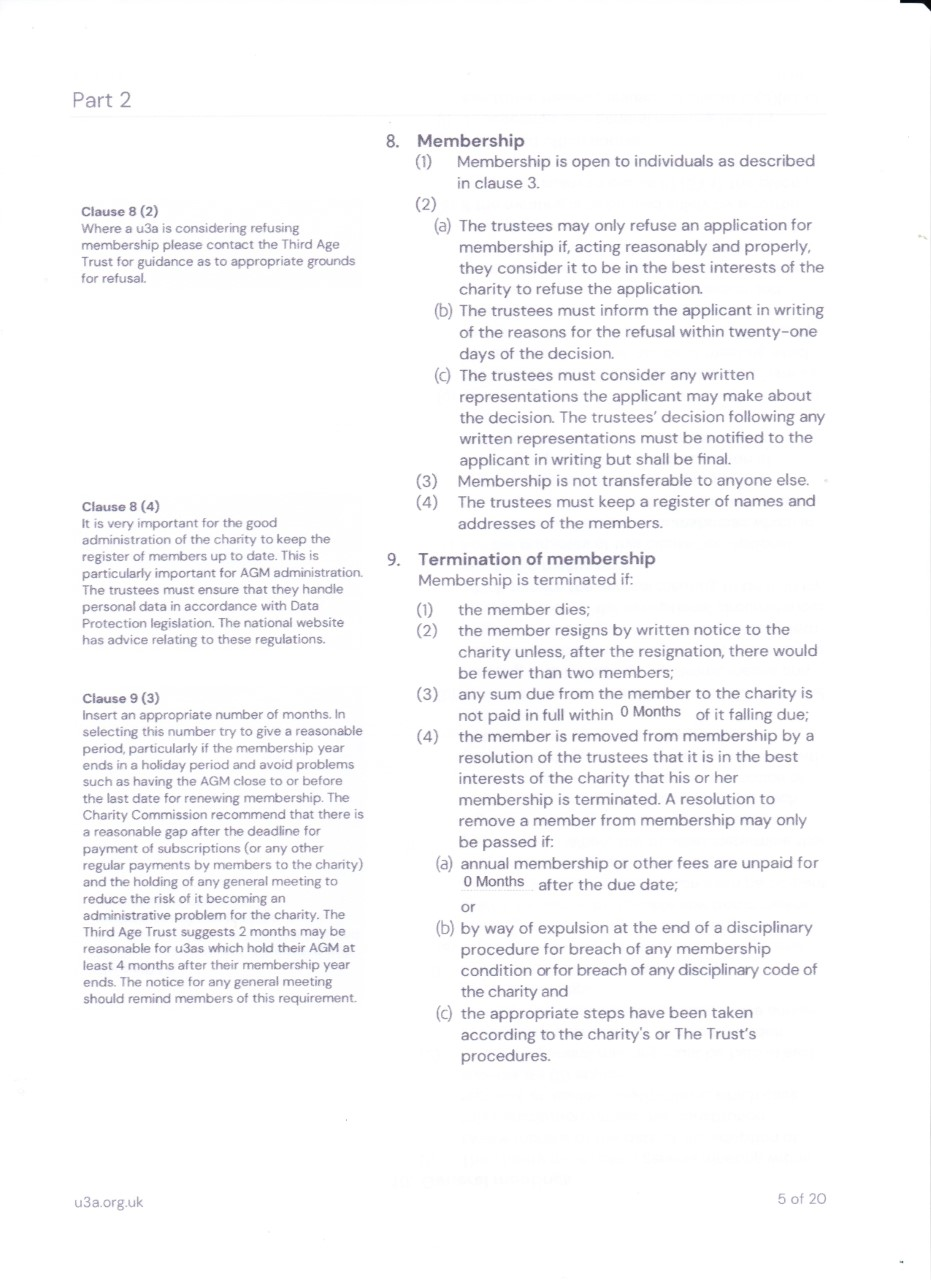 Part 2
Clause 8 (2)
Where a u3a is considering refusing
membership please contact the Third Age
Trust for guidance as to appropriate grounds
for refusal.
Clause 8 (4)
It is very important for the good
administration of the charity to keep the
register of members up to date. This is
particularly important for AGM administration.
The trustees must ensure that they handle
personal data in accordance with Data
Protection legislation. The national website
has advice relating to these regulations.
Clause 9 (3)
Insert an appropriate number of months. In
selecting this number try to give a reasonable
period, particularly if the membership year
ends in a holiday period and avoid problems
such as having the AGM close to or before
the last date for renewing membership. The
Charity Commission recommend that there is
a reasonable gap after the deadline for
payment of subscriptions (or any other
regular payments by members to the charity)
and the holding of any general meeting to
reduce the risk of it becoming an
administrative problem for the charity. The
Third Age Trust suggests 2 months may be
reasonable for u3as which hold their AGM at
least 4 months after their membership year
ends. The notice for any general meeting
should remind members of this requirement.
8. Membership
(1) Membership is open to individuals as described
in clause 3.
(2)
(a) The trustees may only refuse an application for
membership if, acting reasonably and properly,
they consider it to be in the best interests of the
charity to refuse the application.
(b) The trustees must inform the applicant in writing
of the reasons for the refusal within twenty-one
days of the decision.
(c) The trustees must consider any written
representations the applicant may make about
the decision. The trustees' decision following any
written representations must be notified to the
applicant in writing but shall be final.
(3) Membership is not transferable to anyone else.
(4) The trustees must keep a register of names and
addresses of the members.
9. Termination of membership
Membership is terminated if:
(1) the member dies;
(2) the member resigns by written notice to the
charity unless, after the resignation, there would
be fewer than two members;
(3) any sum due from the member to the charity is
not paid in full within 0 Months of it falling due;
(4) the member is removed from membership by a
resolution of the trustees that it is in the best
interests of the charity that his or her
membership is terminated. A resolution to
remove a member from membership may only
be passed if:
(a) annual membership or other fees are unpaid for
0 Months after the due date;
or
(b) by way of expulsion at the end of a disciplinary
procedure for breach of any membership
condition or for breach of any disciplinary code of
the charity and
(c) the appropriate steps have been taken
according to the charity's or The Trust's
procedures.
u3a.org.uk
5 of 20